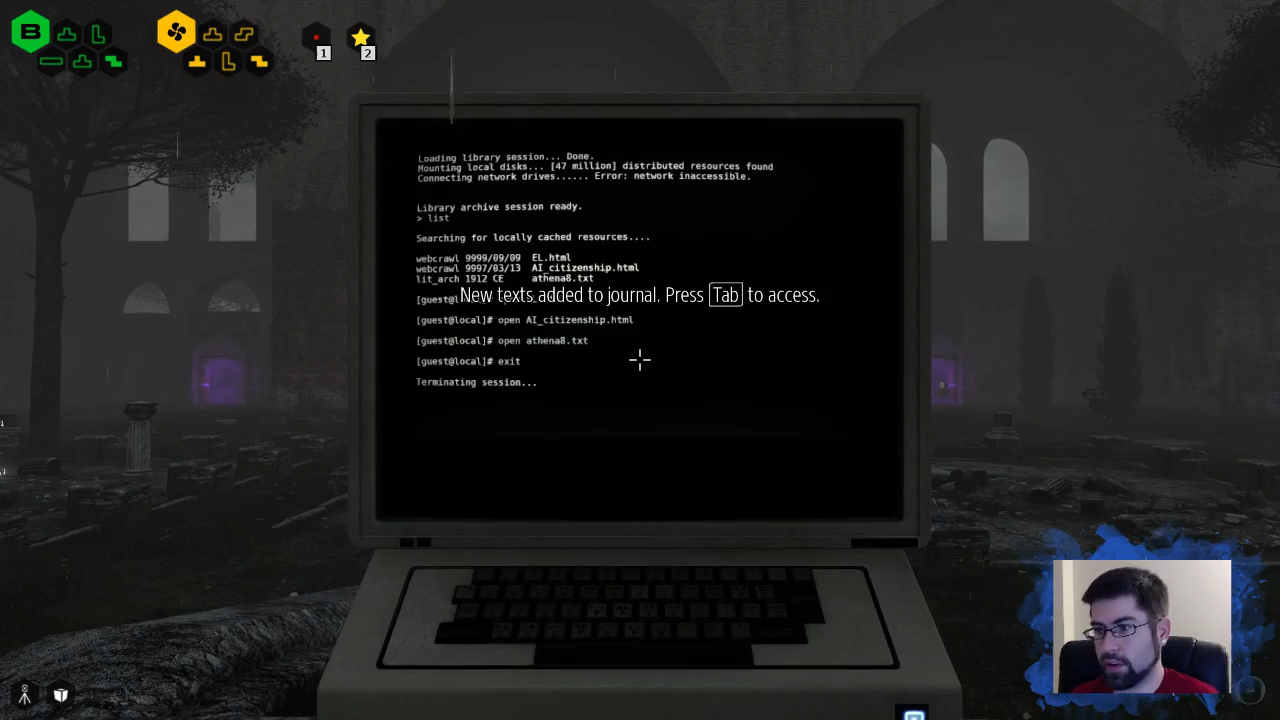 B
1
2
Loading library session... Done.
Mounting local disks... [47 million] distributed resources found
Connecting network drives...... Error: network inaccessible.
Library archive session ready.
> list
Searching for locally cached resources....
webcrawl 9999/09/09 EL.html
webcrawl 9997/03/13 AI_citizenship.html
lit_arch 1912 CE athena8.txt
New texts added to journal. Press Tab to access.
[guest@local]# open AI_citizenship.html
[guest@local]# open athena8.txt
[guest@local]# exit
Terminating session...